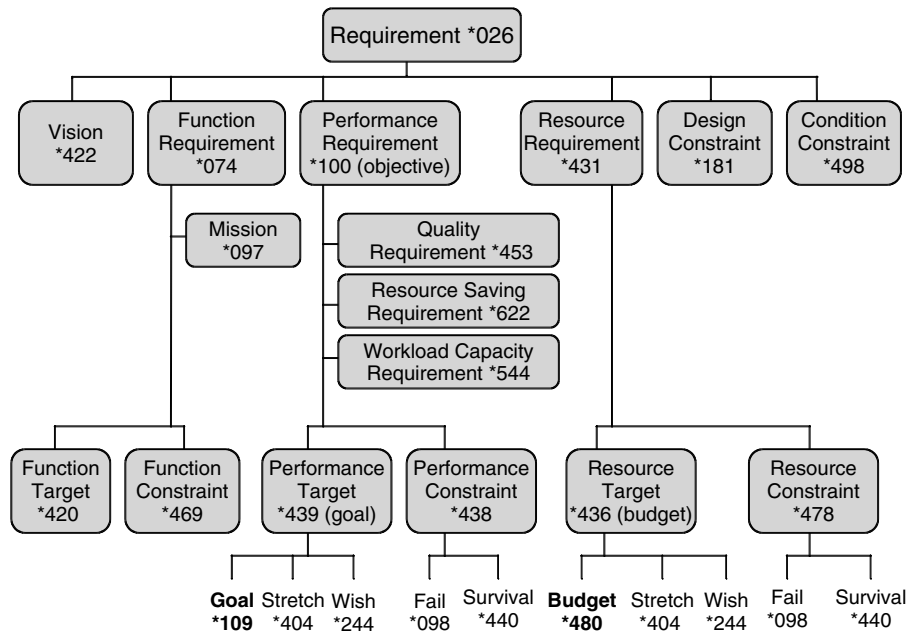 Requirement *026
Vision
*422
Function
Requirement
*074
Performance
Requirement
*100 (objective)
Resource
Requirement
*431
Design
Constraint
*181
Condition
Constraint
*498
Mission
*097
Quality
Requirement *453
Resource Saving
Requirement *622
Workload Capacity
Requirement *544
Function
Target
*420
Function
Constraint
*469
Performance
Target
*439 (goal)
Performance
Constraint
*438
Resource
Target
*436 (budget)
Resource
Constraint
*478
Goal
*109
Stretch
*404
Wish
*244
Fail
*098
Survival
*440
Budget
*480
Stretch
*404
Wish
*244
Fail
*098
Survival
*440